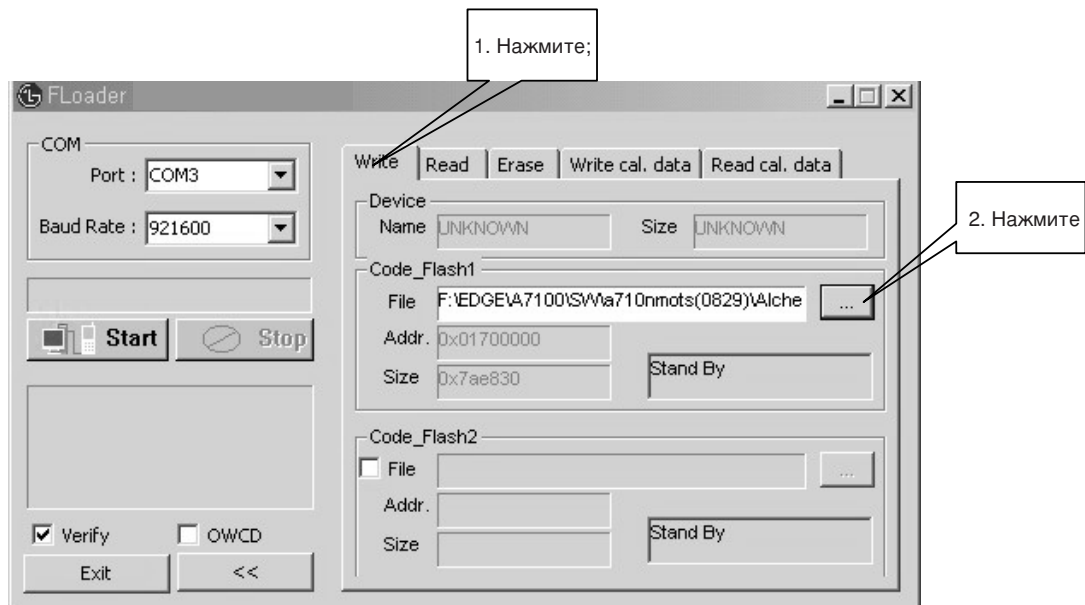 1. Нажмите;
FLoader
COM
Port : COM3
Baud Rate : 921600
Start Stop
Verify OWCD
Exit <<
Write Read Erase Write cal. data Read cal. data
Device
Name UNKNOWN Size UNKNOWN
2. Нажмите
Code_Flash1
File F:\EDGE\A7100\SW\a710nmots(0829)\Alche ...
Addr. 0x01700000
Size 0x7ae830 Stand By
Code_Flash2
File ...
Addr.
Size Stand By